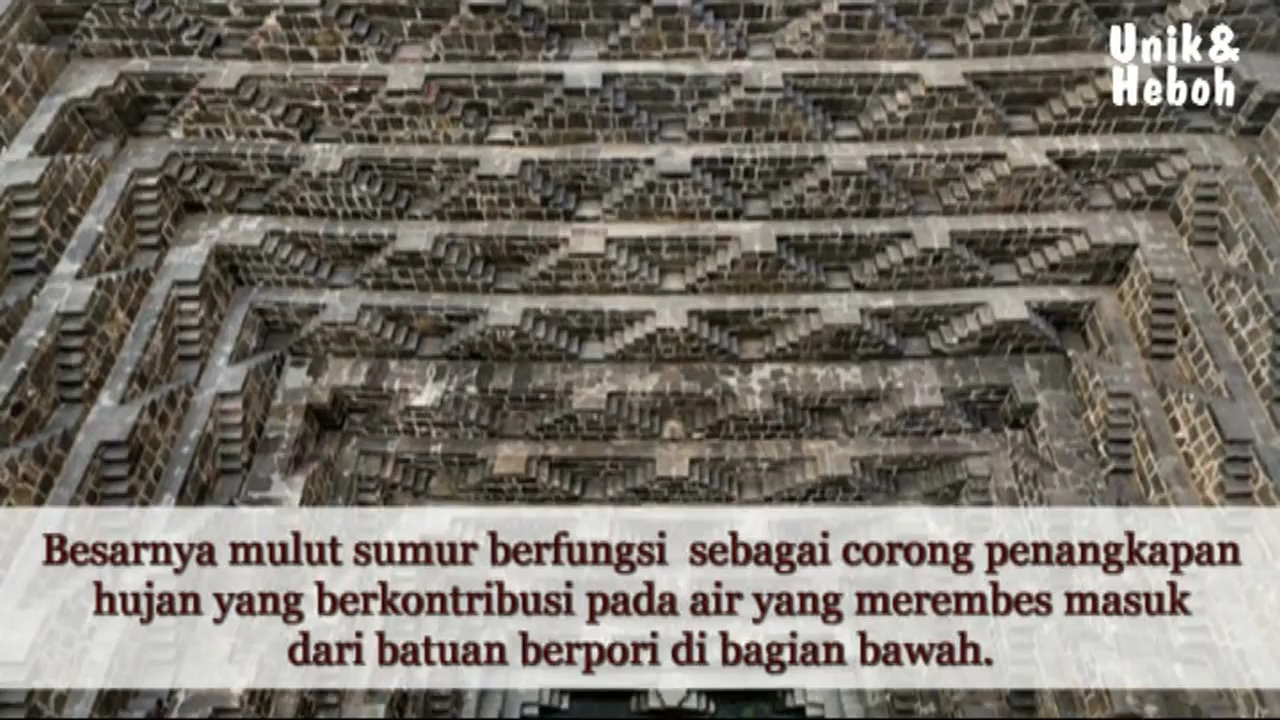 Unik&
Heboh
Besarnya mulut sumur berfungsi sebagai corong penangkapan
hujan yang berkontribusi pada air yang merembes masuk
dari batuan berpori di bagian bawah.